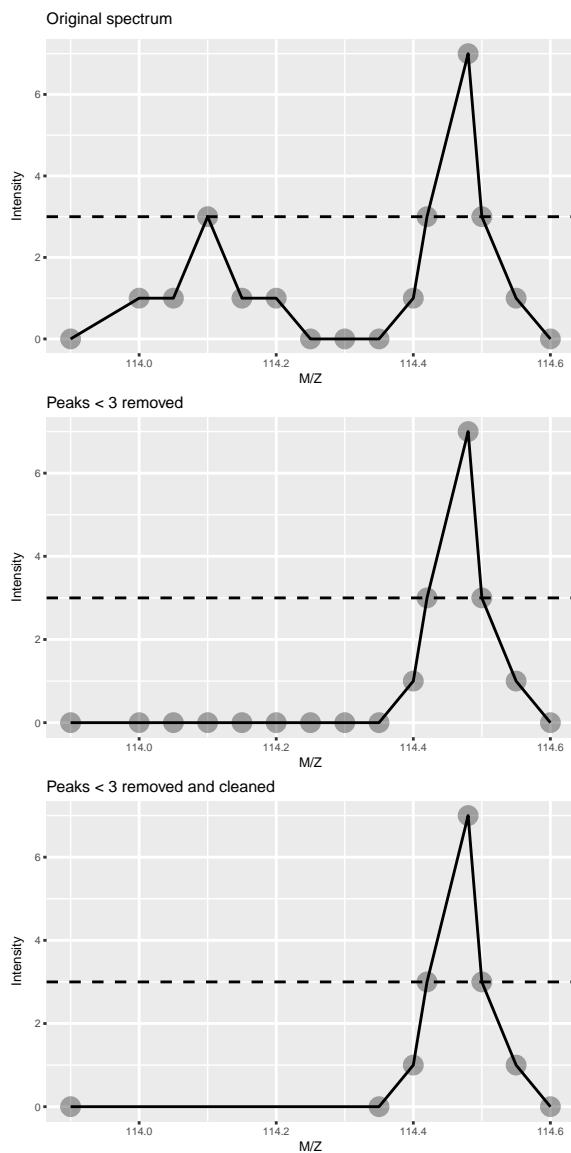 Original spectrum
6
4
2
0
Intensity
114.0 114.2 114.4 114.6
M/Z
Peaks < 3 removed
6
4
2
0
Intensity
114.0 114.2 114.4 114.6
M/Z
Peaks < 3 removed and cleaned
6
4
2
0
Intensity
114.0 114.2 114.4 114.6
M/Z